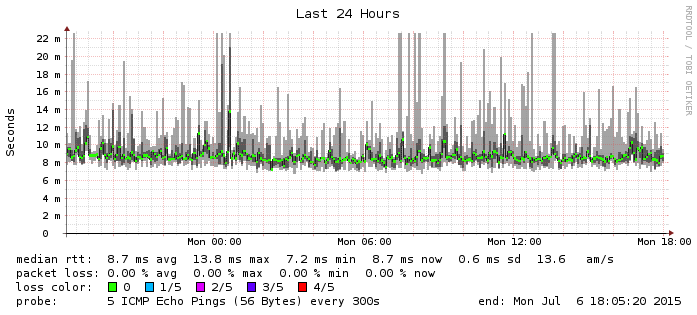 Last 24 Hours
RRDTOOL / TOBI OETIKER
Seconds
22 m
20 m
18 m
16 m
14 m
12 m
10 m
8 m
6 m
4 m
2 m
0
Mon 00:00 Mon 06:00 Mon 12:00 Mon 18:00
median rtt: 8.7 ms avg 13.8 ms max 7.2 ms min 8.7 ms now 0.6 ms sd 13.6 am/s
packet loss: 0.00 % avg 0.00 % max 0.00 % min 0.00 % now
loss color: 0 1/5 2/5 3/5 4/5
probe: 5 ICMP Echo Pings (56 Bytes) every 300s end: Mon Jul 6 18:05:20 2015